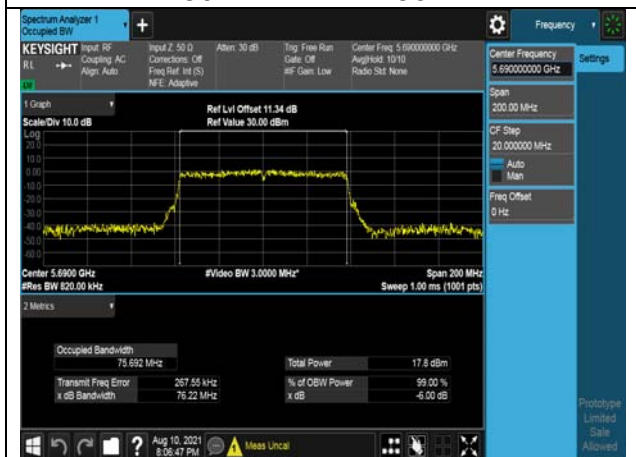 Spectrum Analyzer 1
Occupied BW
+
Frequency
KEYSIGHT
RL
Input: RF
Coupling: AC
Align: Auto
Input Z: 50 Ω
Corrections: Off
Freq Ref: Int (S)
NFE: Adaptive
Atten: 30 dB
Trig: Free Run
Gate: Off
#IF Gain: Low
Center Freq: 5.690000000 GHz
Avg|Hold: 10/10
Radio Std: None
Center Frequency
5.690000000 GHz
Settings
Span
200.00 MHz
CF Step
20.000000 MHz
Auto
Man
Freq Offset
0 Hz
1 Graph
Scale/Div 10.0 dB
Ref Lvl Offset 11.34 dB
Ref Value 30.00 dBm
Log
20.0
10.0
0.00
-10.0
-20.0
-30.0
-40.0
-50.0
-60.0
Center 5.6900 GHz
#Res BW 820.00 kHz
#Video BW 3.0000 MHz*
Span 200 MHz
Sweep 1.00 ms (1001 pts)
2 Metrics
Occupied Bandwidth
75.692 MHz
Total Power 17.8 dBm
Transmit Freq Error 267.55 kHz
% of OBW Power 99.00 %
x dB Bandwidth 76.22 MHz
x dB -6.00 dB
Prototype
Limited
Sale
Allowed
?
Aug 10, 2021
8:06:47 PM
Meas Uncal